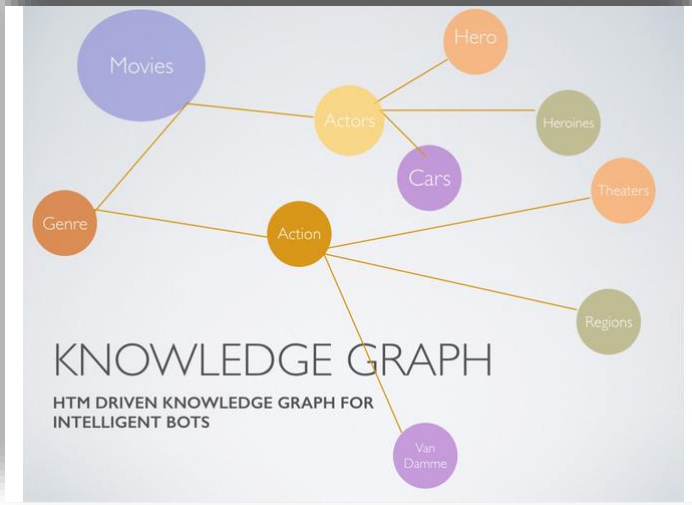 Movies
Hero
Actors
Heroines
Cars
Theaters
Genre
Action
Regions
KNOWLEDGE GRAPH
HTM DRIVEN KNOWLEDGE GRAPH FOR
INTELLIGENT BOTS
Van
Damme